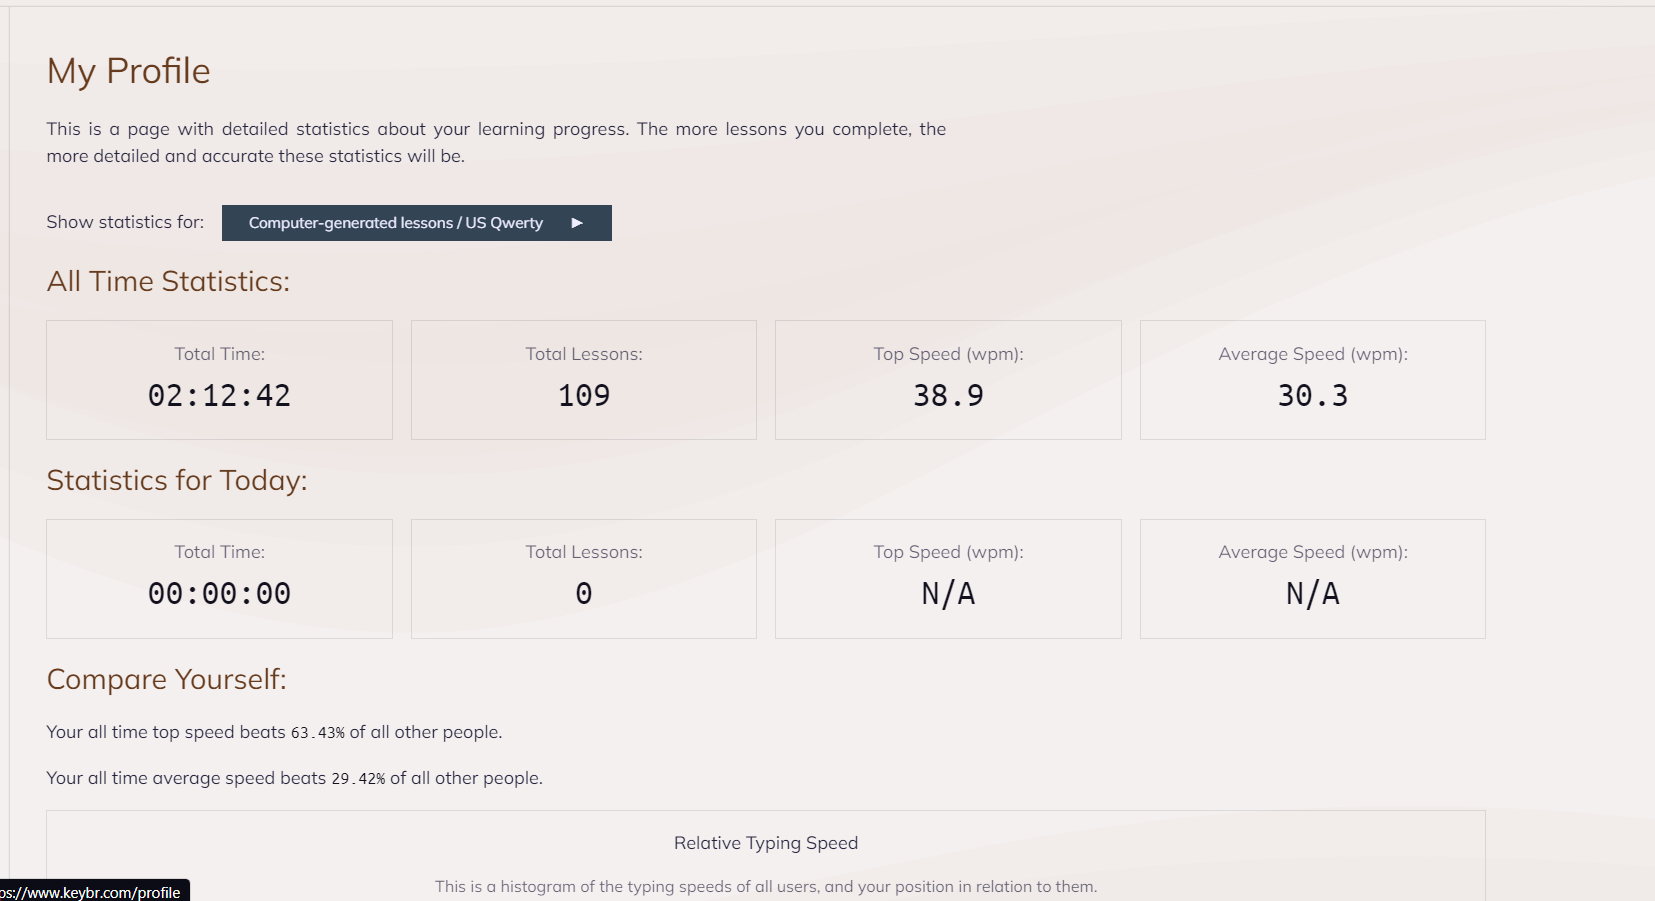 My Profile
This is a page with detailed statistics about your learning progress. The more lessons you complete, the
more detailed and accurate these statistics will be.
Show statistics for: Computer-generated lessons / US Qwerty ►
All Time Statistics:
Total Time: Total Lessons: Top Speed (wpm): Average Speed (wpm):
02:12:42 109 38.9 30.3
Statistics for Today:
Total Time: Total Lessons: Top Speed (wpm): Average Speed (wpm):
00:00:00 0 N/A N/A
Compare Yourself:
Your all time top speed beats 63.43% of all other people.
Your all time average speed beats 29.42% of all other people.
Relative Typing Speed
This is a histogram of the typing speeds of all users, and your position in relation to them.
ps://www.keybr.com/profile